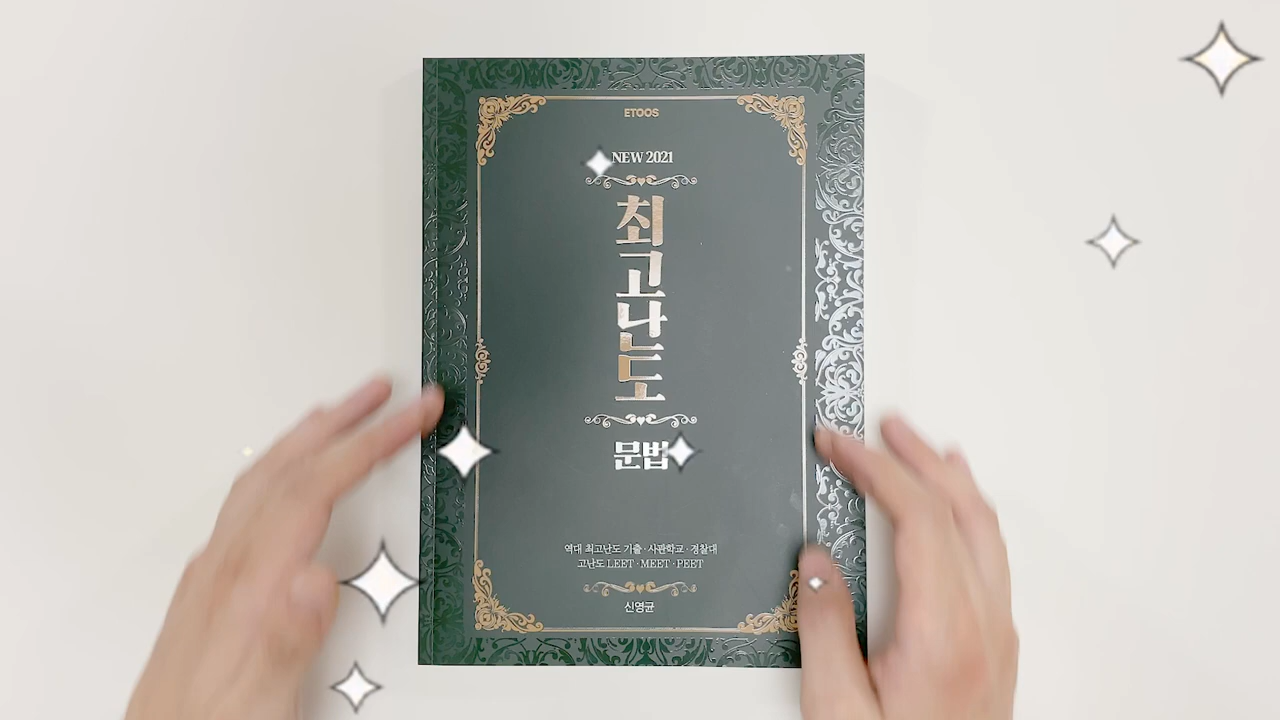 ETOOS
NEW 2021
최고난도
문법
역대 최고난도 기출·사관학교·경찰대
고난도 LEET·MEET·PEET
신영균